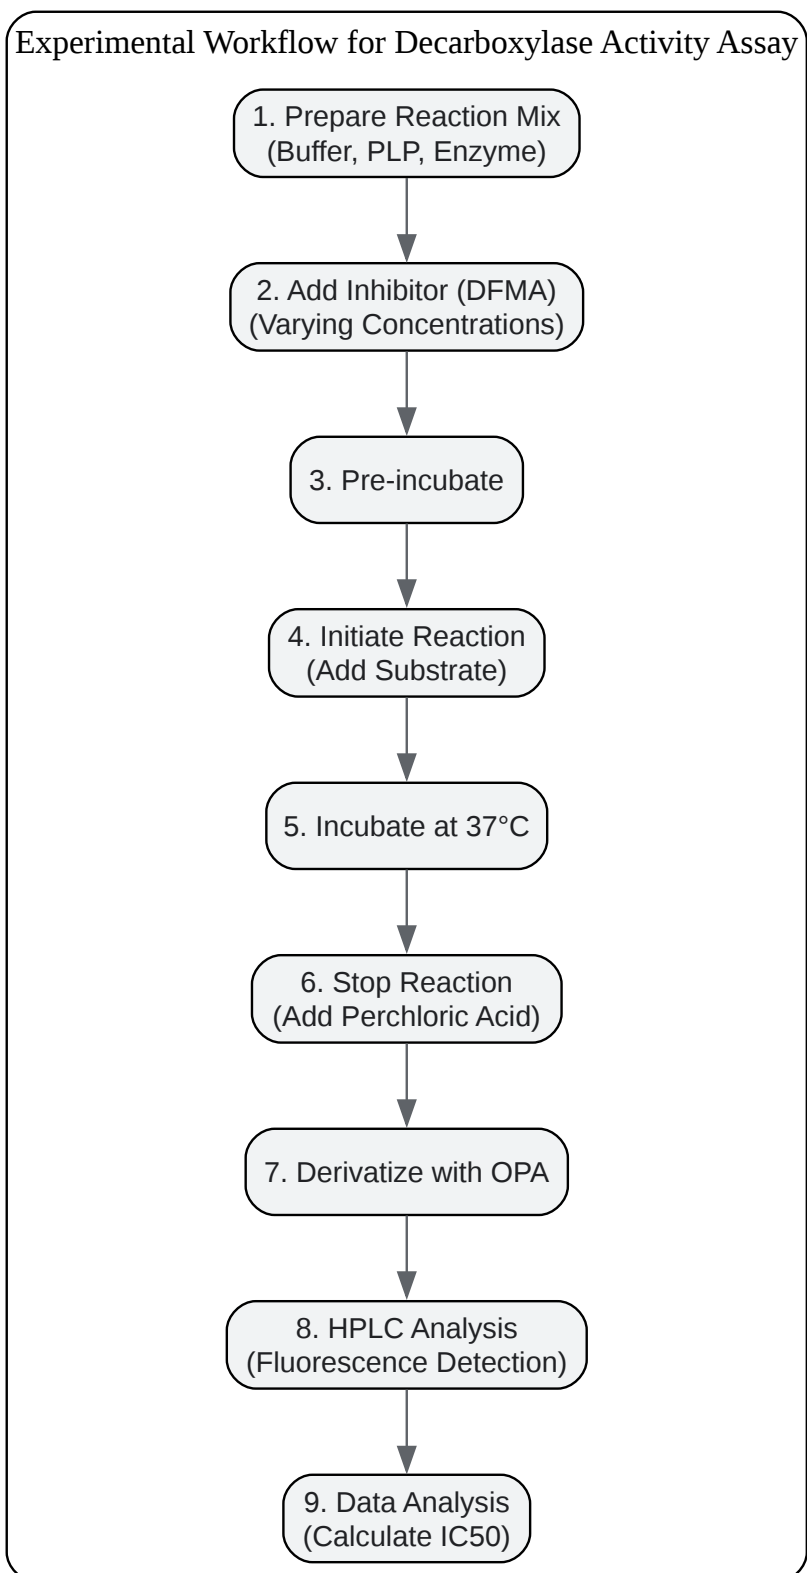 Experimental Workflow for Decarboxylase Activity Assay
1. Prepare Reaction Mix
(Buffer, PLP, Enzyme)
2. Add Inhibitor (DFMA)
(Varying Concentrations)
3. Pre-incubate
4. Initiate Reaction
(Add Substrate)
5. Incubate at 37°C
6. Stop Reaction
(Add Perchloric Acid)
7. Derivatize with OPA
8. HPLC Analysis
(Fluorescence Detection)
9. Data Analysis
(Calculate IC50)